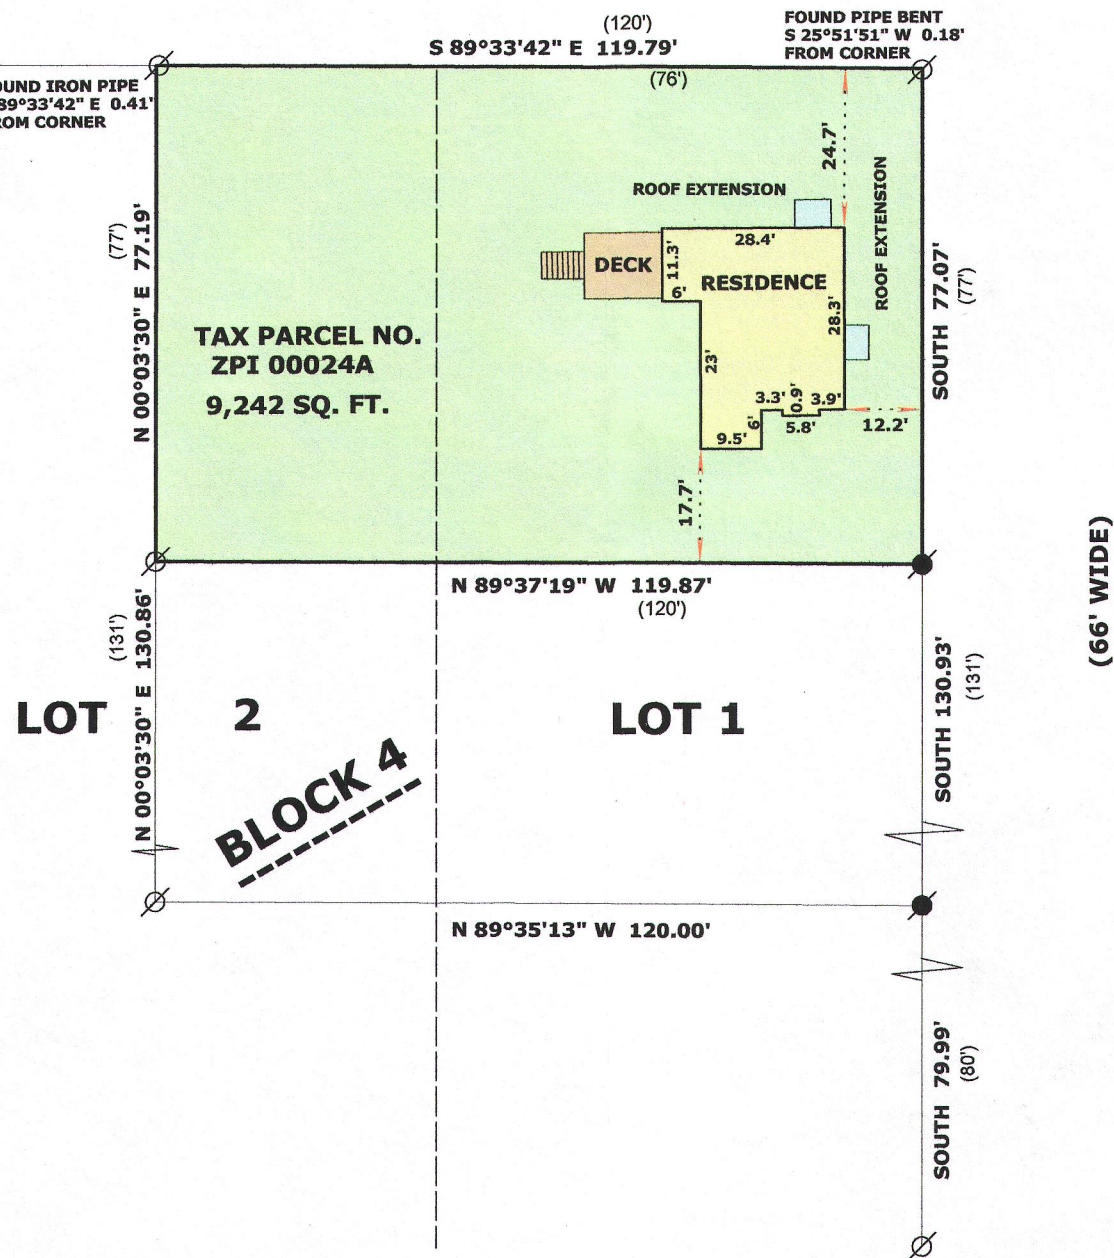 (120')
S 89°33'42" E 119.79'
FOUND PIPE BENT
S 25°51'51" W 0.18'
FROM CORNER
(76')
OUND IRON PIPE
89°33'42" E 0.41'
ROM CORNER
24.7'
ROOF EXTENSION
ROOF EXTENSION
(77')
N 00°03'30" E 77.19'
28.4'
11.3'
DECK
6'
RESIDENCE
28.3'
SOUTH 77.07'
(77')
TAX PARCEL NO.
ZPI 00024A
9,242 SQ. FT.
23'
3.3'
0.9'
3.9'
6'
5.8'
9.5'
12.2'
17.7'
(66' WIDE)
N 89°37'19" W 119.87'
(120')
(131')
N 00°03'30" E 130.86'
SOUTH 130.93'
(131')
LOT 2
LOT 1
BLOCK 4
N 89°35'13" W 120.00'
SOUTH 79.99'
(80')